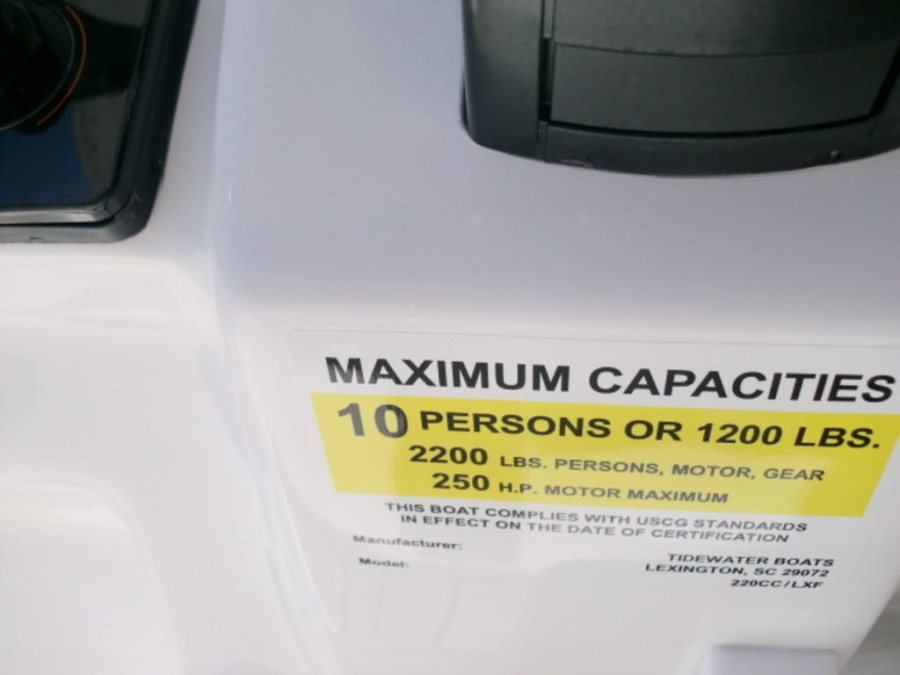 MAXIMUM CAPACITIES
10 PERSONS OR 1200 LBS.
2200 LBS. PERSONS, MOTOR, GEAR
250 H.P. MOTOR MAXIMUM
THIS BOAT COMPLIES WITH USCG STANDARDS
IN EFFECT ON THE DATE OF CERTIFICATION
Manufacturer: TIDEWATER BOATS
LEXINGTON, SC 29072
Model: 220CC/LXF